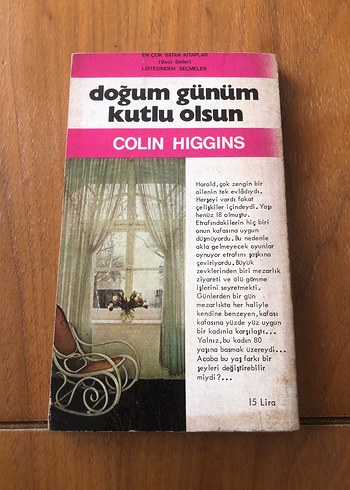 EN ÇOK SATAN KİTAPLAR
(Best-Seller)
LİSTESİNDEN SEÇMELER
doğum günüm
kutlu olsun
COLIN HIGGINS
Harold, çok zengin bir
ailenin tek evlâdıydı.
Herşeyi vardı fakat
çelişkiler içindeydi. Yaşı
henüz 18 olmuştu.
Etrafındakilerin hiç biri
onun kafasına uygun
düşmüyordu. Bu nedenle
akla gelmeyecek oyunlar
oynuyor etrafını şaşkına
çeviriyordu. Büyük
zevklerinden biri mezarlık
ziyareti ve ölü gömme
işlerini seyretmekti.
Günlerden bir gün
mezarlıkta her haliyle
kendine benzeyen, kafası
kafasına yüzde yüz uygun
bir kadınla karşılaştı...
Yalnız, bu kadın 80
yaşına basmak üzereydi...
Acaba bu yaş farkı bir
şeyleri değiştirebilir
miydi?...
15 Lira